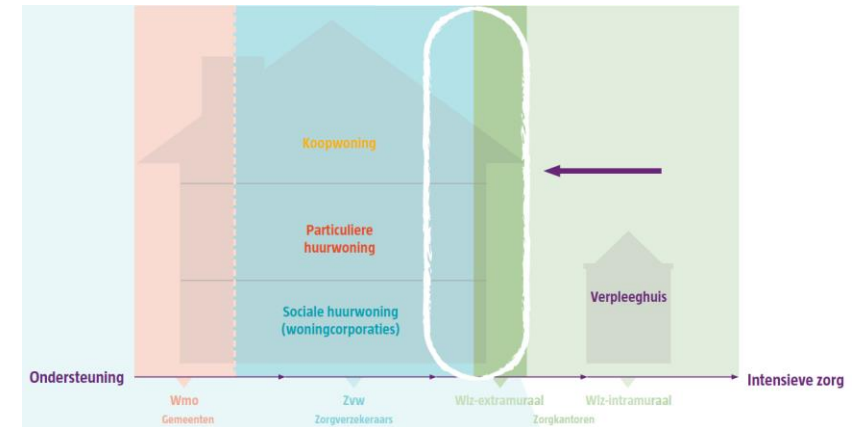 Koopwoning
Particuliere
huurwoning
Sociale huurwoning
(woningcorporaties)
Verpleeghuis
Ondersteuning
Intensieve zorg
Wmo
Zvw
Wlz-extramuraal
Wlz-intramuraal
Gemeenten
Zorgverzekeraars
Zorgkantoren